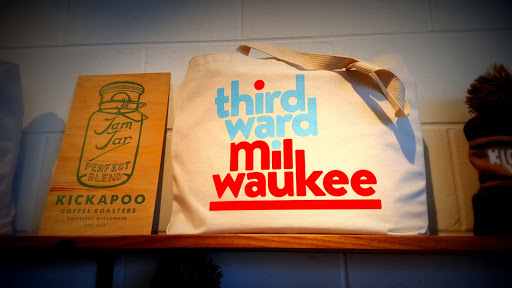 Jam
Jar
PERFECT
BLEND
KICKAPOO
COFFEE ROASTERS
third
ward
mil
waukee